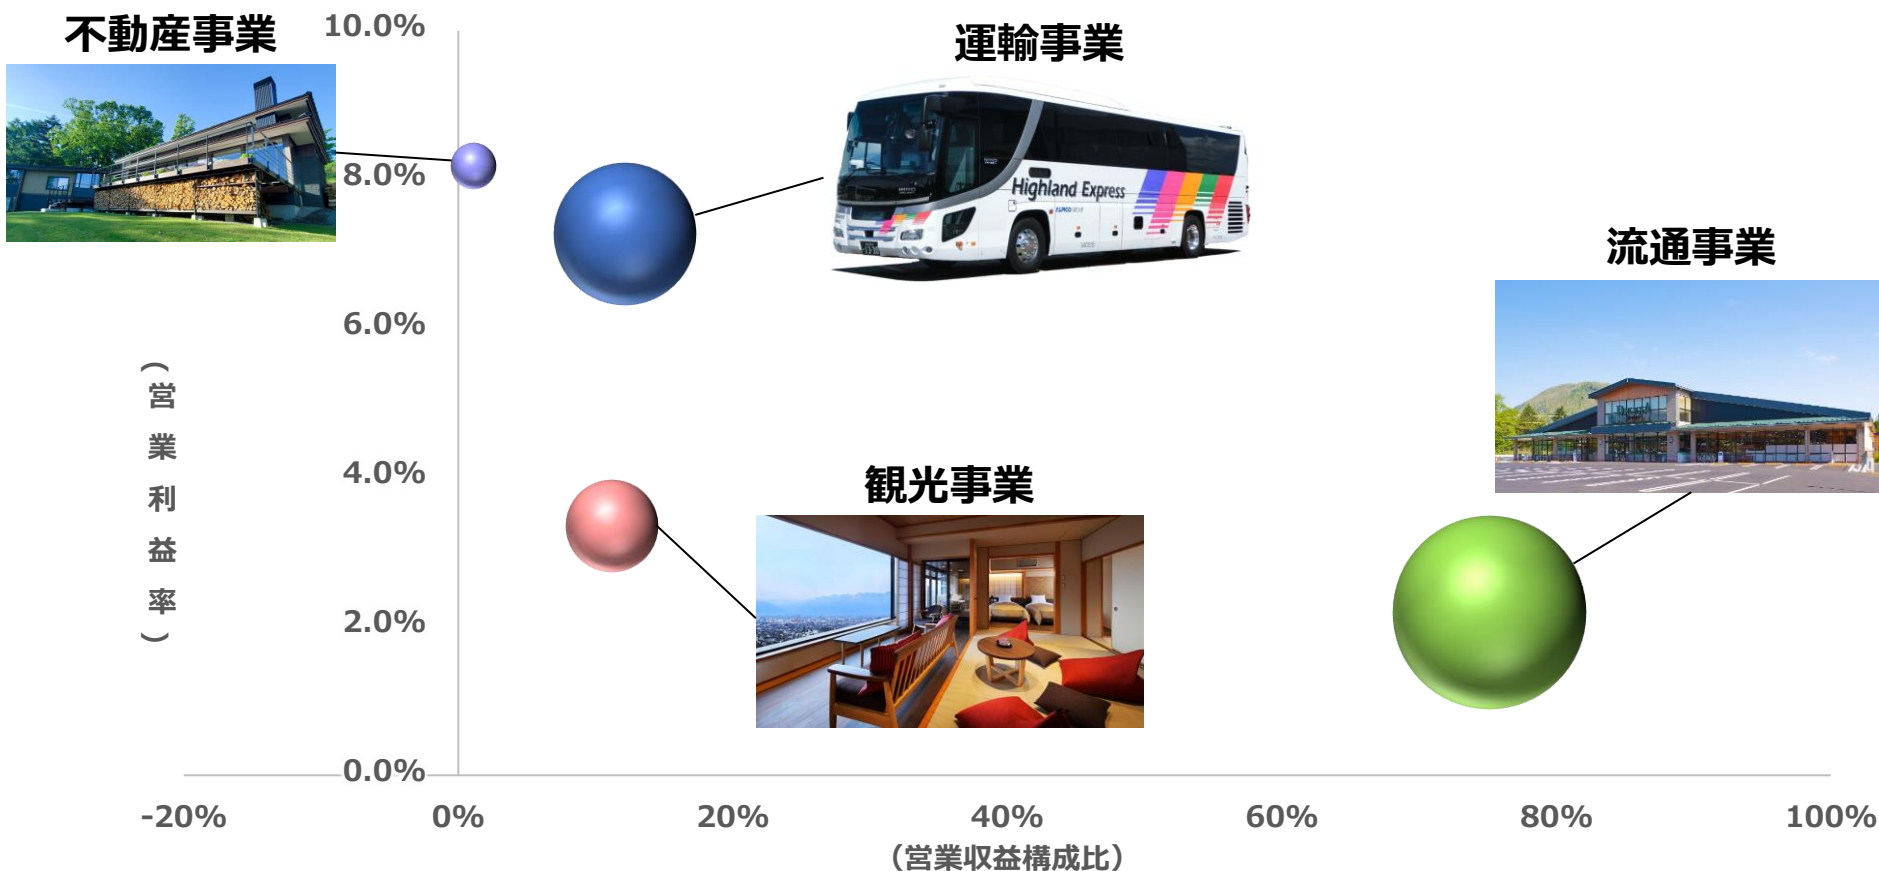 不動産事業
運輸事業
Highland Express
流通事業
観光事業
10.0%
8.0%
6.0%
4.0%
2.0%
0.0%
（営業利益率）
-20%
0%
20%
40%
60%
80%
100%
（営業収益構成比）